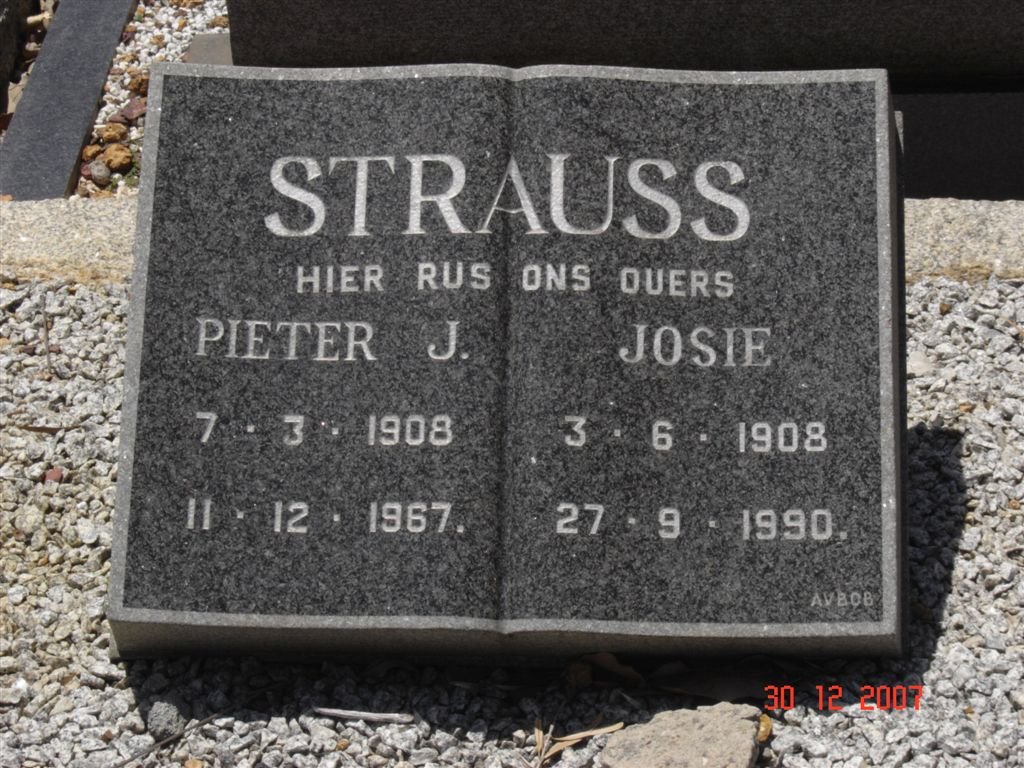 STRAUSS
HIER RUS ONS OUERS
PIETER J. JOSIE
7 · 3 · 1908 3 · 6 · 1908
11 · 12 · 1967. 27 · 9 · 1990.
AVBOB
30 12 2007